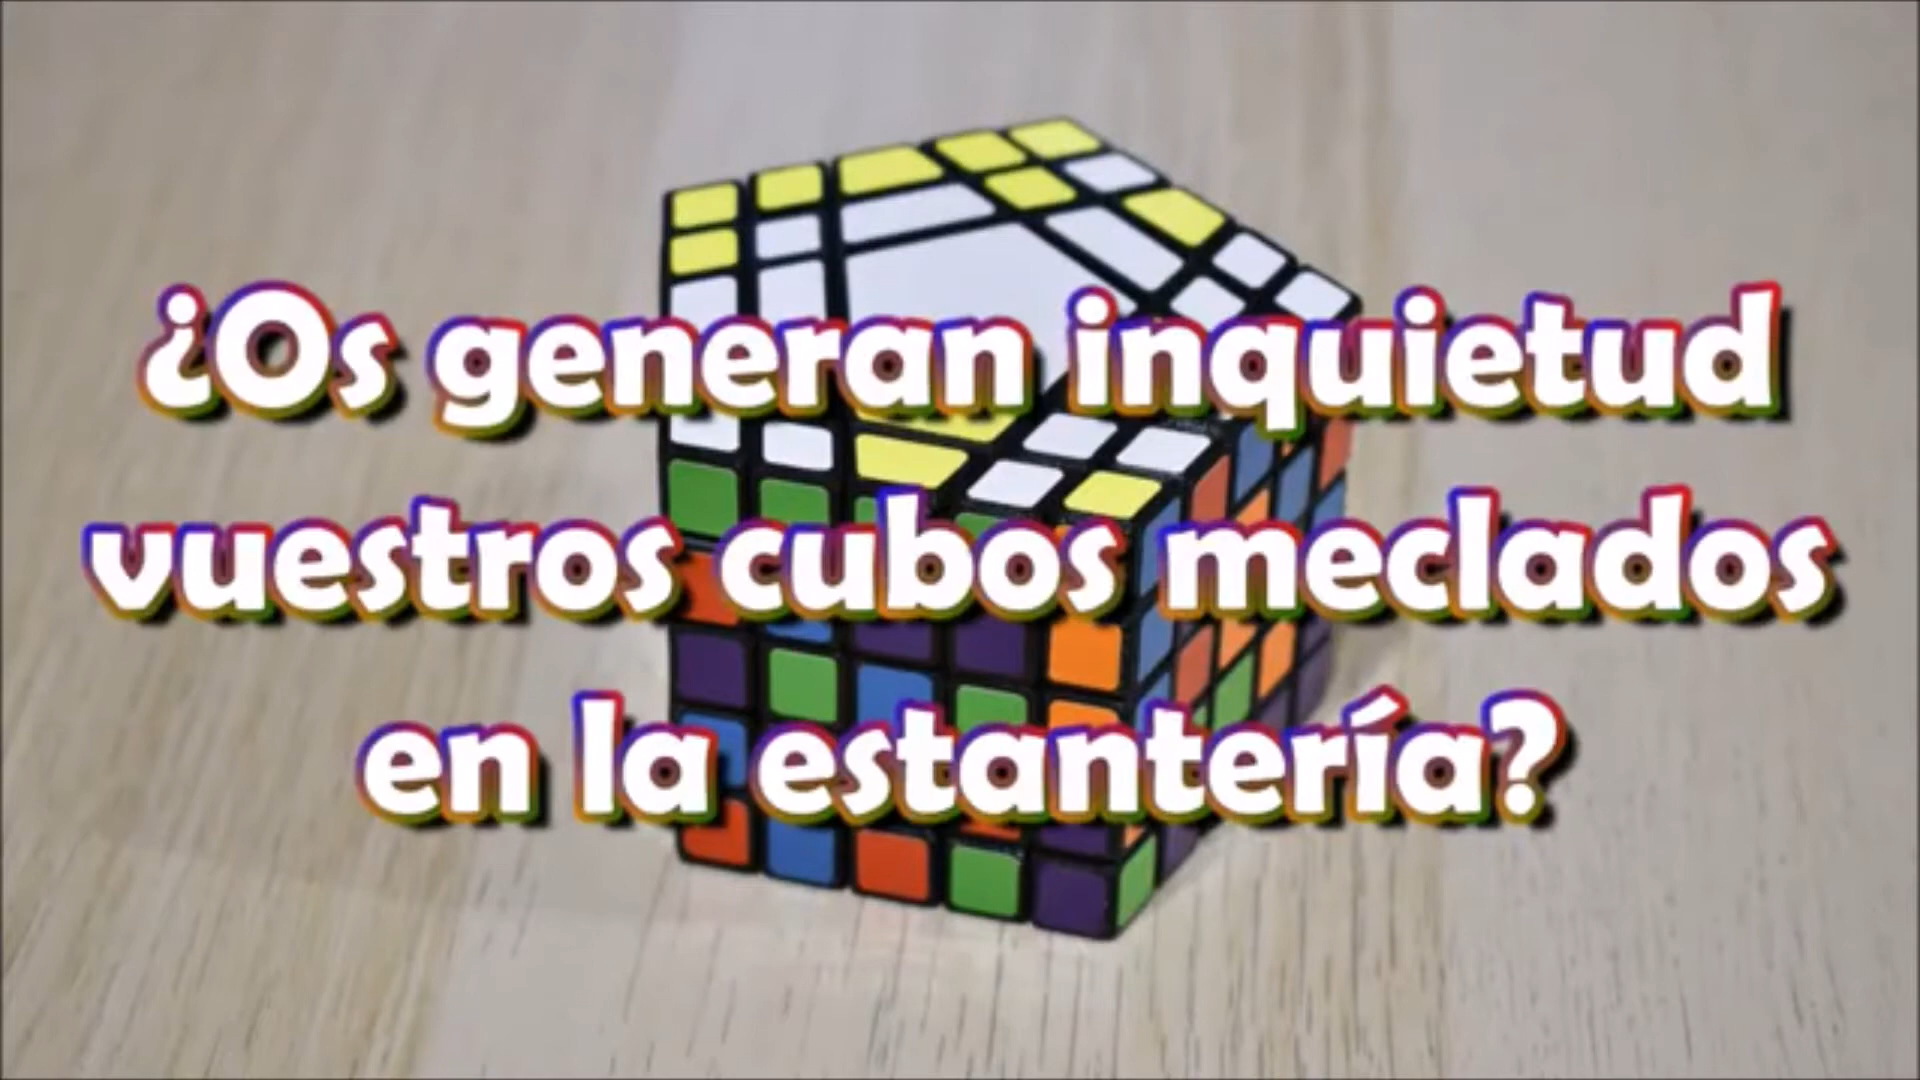 ¿Os generan inquietud
vuestros cubos meclados
en la estantería?